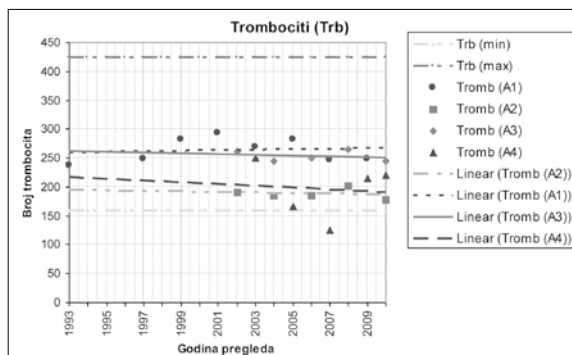 Trombociti (Trb)
Broj trombocita
450
400
350
300
250
200
150
100
50
0
1993
1995
1997
1999
2001
2003
2005
2007
2009
Godina pregleda
Trb (min)
Trb (max)
Tromb (A1)
Tromb (A2)
Tromb (A3)
Tromb (A4)
Linear (Tromb (A2))
Linear (Tromb (A1))
Linear (Tromb (A3))
Linear (Tromb (A4))